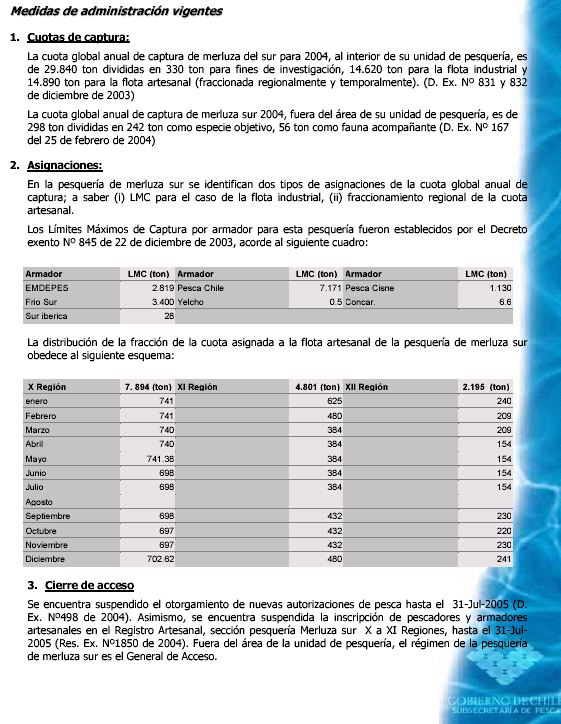 Medidas de administración vigentes
1. Cuotas de captura:
La cuota global anual de captura de merluza del sur para 2004, al interior de su unidad de pesquería, es
de 29.840 ton divididas en 330 ton para fines de investigación, 14.620 ton para la flota industrial y
14.890 ton para la flota artesanal (fraccionada regionalmente y temporalmente). (D. Ex. Nº 831 y 832
de diciembre de 2003)
La cuota global anual de captura de merluza sur 2004, fuera del área de su unidad de pesquería, es de
298 ton divididas en 242 ton como especie objetivo, 56 ton como fauna acompañante (D. Ex. Nº 167
del 25 de febrero de 2004)
2. Asignaciones:
En la pesquería de merluza sur se identifican dos tipos de asignaciones de la cuota global anual de
captura; a saber (i) LMC para el caso de la flota industrial, (ii) fraccionamiento regional de la cuota
artesanal.
Los Límites Máximos de Captura por armador para esta pesquería fueron establecidos por el Decreto
exento Nº 845 de 22 de diciembre de 2003, acorde al siguiente cuadro:
Armador LMC (ton) Armador LMC (ton) Armador LMC (ton)
EMDEPES 2.819 Pesca Chile 7.171 Pesca Cisne 1.130
Frio Sur 3.400 Yelcho 0.5 Concar. 6.6
Sur iberica 28
La distribución de la fracción de la cuota asignada a la flota artesanal de la pesquería de merluza sur
obedece al siguiente esquema:
X Región 7. 894 (ton) XI Región 4.801 (ton) XII Región 2.195 (ton)
enero 741 625 240
Febrero 741 480 209
Marzo 740 384 209
Abril 740 384 154
Mayo 741.38 384 154
Junio 698 384 154
Julio 698 384 154
Agosto
Septiembre 698 432 230
Octubre 697 432 220
Noviembre 697 432 230
Diciembre 702.62 480 241
3. Cierre de acceso
Se encuentra suspendido el otorgamiento de nuevas autorizaciones de pesca hasta el 31-Jul-2005 (D.
Ex. Nº498 de 2004). Asimismo, se encuentra suspendida la inscripción de pescadores y armadores
artesanales en el Registro Artesanal, sección pesquería Merluza sur X a XI Regiones, hasta el 31-Jul-
2005 (Res. Ex. Nº1850 de 2004). Fuera del área de la unidad de pesquería, el régimen de la pesquería
de merluza sur es el General de Acceso.
GOBIERNO DE CHILE
SUBSECRETARIA DE PESCA